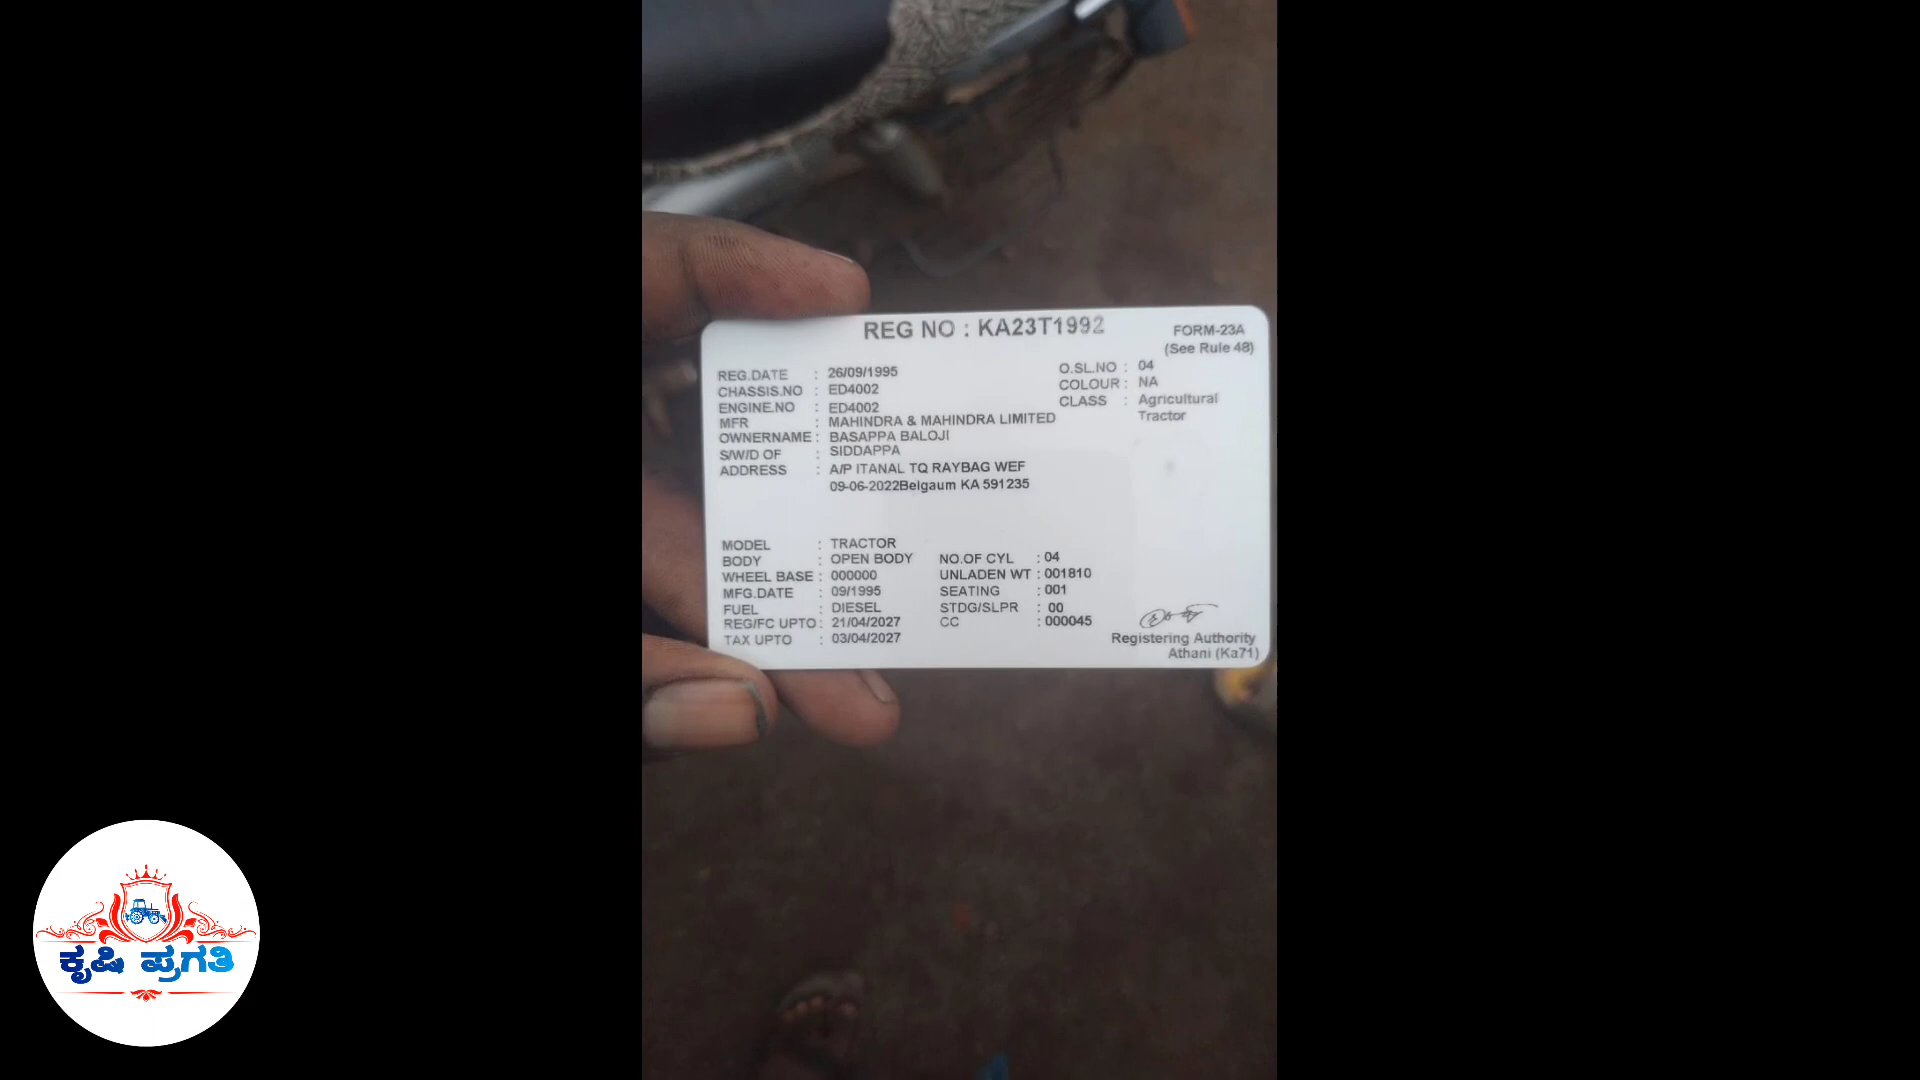 REG NO : KA23T1992
FORM-23A
(See Rule 48)
REG.DATE : 26/09/1995
O.SL.NO : 04
CHASSIS.NO : ED4002
COLOUR : NA
ENGINE.NO : ED4002
CLASS : Agricultural
Tractor
MFR : MAHINDRA & MAHINDRA LIMITED
OWNERNAME : BASAPPA BALOJI
S/W/D OF : SIDDAPPA
ADDRESS : A/P ITANAL TQ RAYBAG WEF
09-06-2022Belgaum KA 591235
MODEL : TRACTOR
BODY : OPEN BODY NO.OF CYL : 04
WHEEL BASE : 000000 UNLADEN WT : 001810
MFG.DATE : 09/1995 SEATING : 001
FUEL : DIESEL STDG/SLPR : 00
REG/FC UPTO : 21/04/2027 CC : 000045
TAX UPTO : 03/04/2027
Registering Authority
Athani (Ka71)
ಕೃಷಿ ಪ್ರಗತಿ